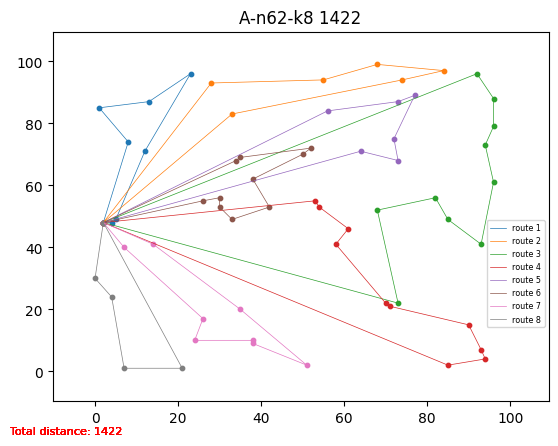 A-n62-k8 1422
100
80
60
40
20
0
0 20 40 60 80 100
route 1
route 2
route 3
route 4
route 5
route 6
route 7
route 8
Total distance: 1422